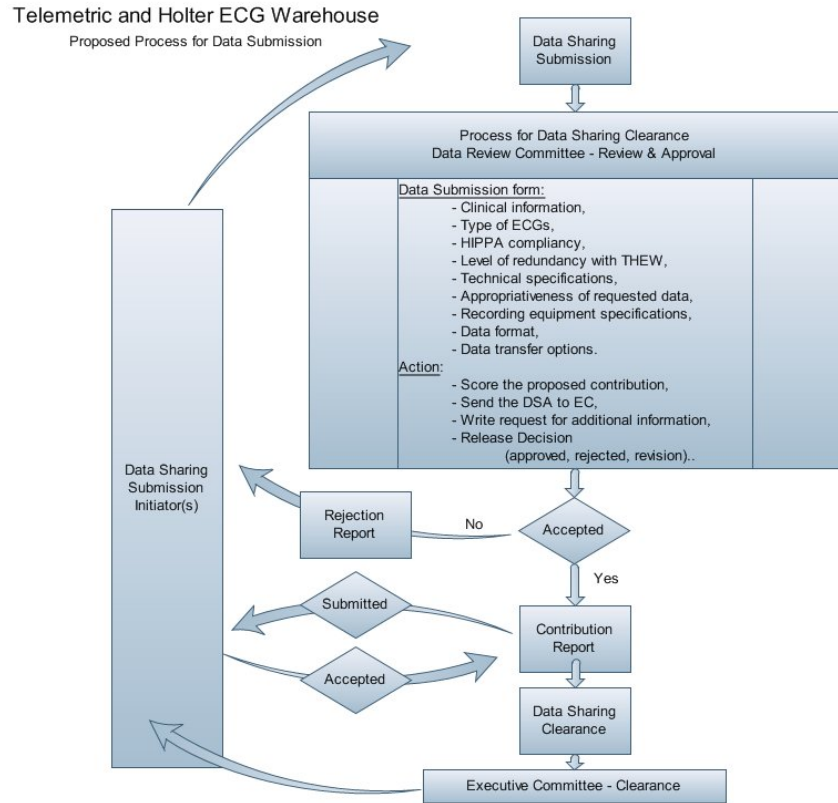 Telemetric and Holter ECG Warehouse
Proposed Process for Data Submission
Data Sharing
Submission
Process for Data Sharing Clearance
Data Review Committee - Review & Approval
Data Submission form:
- Clinical information,
- Type of ECGs,
- HIPPA compliancy,
- Level of redundancy with THEW,
- Technical specifications,
- Appropriativeness of requested data,
- Recording equipment specifications,
- Data format,
- Data transfer options.
Action:
- Score the proposed contribution,
- Send the DSA to EC,
- Write request for additional information,
- Release Decision
(approved, rejected, revision)..
Data Sharing
Submission
Initiator(s)
Rejection
Report
No
Accepted
Yes
Submitted
Contribution
Report
Accepted
Data Sharing
Clearance
Executive Committee - Clearance